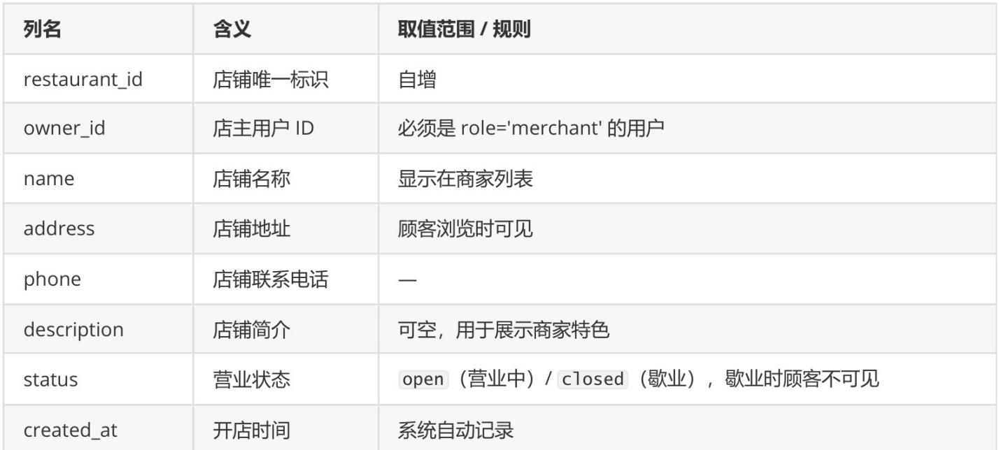 列名 含义 取值范围 / 规则
restaurant_id 店铺唯一标识 自增
owner_id 店主用户 ID 必须是 role='merchant' 的用户
name 店铺名称 显示在商家列表
address 店铺地址 顾客浏览时可见
phone 店铺联系电话 —
description 店铺简介 可空，用于展示商家特色
status 营业状态 open（营业中）/ closed（歇业），歇业时顾客不可见
created_at 开店时间 系统自动记录